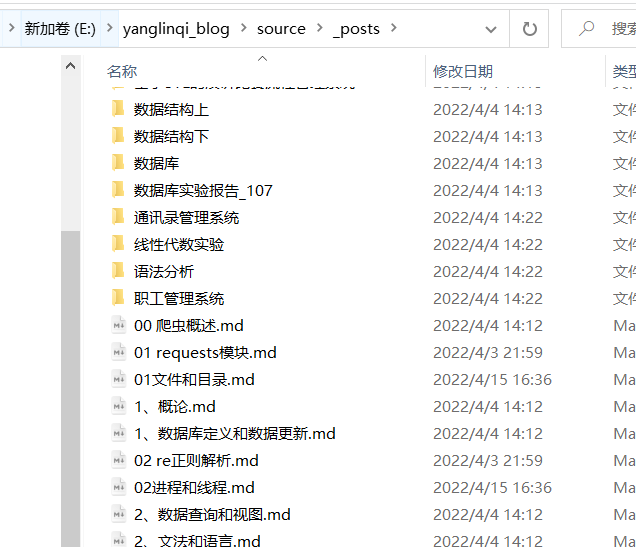 新加卷 (E:) yanglinqi_blog source _posts 搜索
名称 修改日期 类型
2022/4/4 14:13
数据结构上 2022/4/4 14:13 文件
数据结构下 2022/4/4 14:13 文件
数据库 2022/4/4 14:13 文件
数据库实验报告_107 2022/4/4 14:13 文件
通讯录管理系统 2022/4/4 14:22 文件
线性代数实验 2022/4/4 14:22 文件
语法分析 2022/4/4 14:22 文件
职工管理系统 2022/4/4 14:22 文件
00 爬虫概述.md 2022/4/4 14:12 Ma
01 requests模块.md 2022/4/3 21:59 Ma
01文件和目录.md 2022/4/15 16:36 Ma
1、概论.md 2022/4/4 14:12 Ma
1、数据库定义和数据更新.md 2022/4/4 14:12 Ma
02 re正则解析.md 2022/4/3 21:59 Ma
02进程和线程.md 2022/4/15 16:36 Ma
2、数据查询和视图.md 2022/4/4 14:12 Ma
2、文法和语言.md 2022/4/4 14:12 Ma